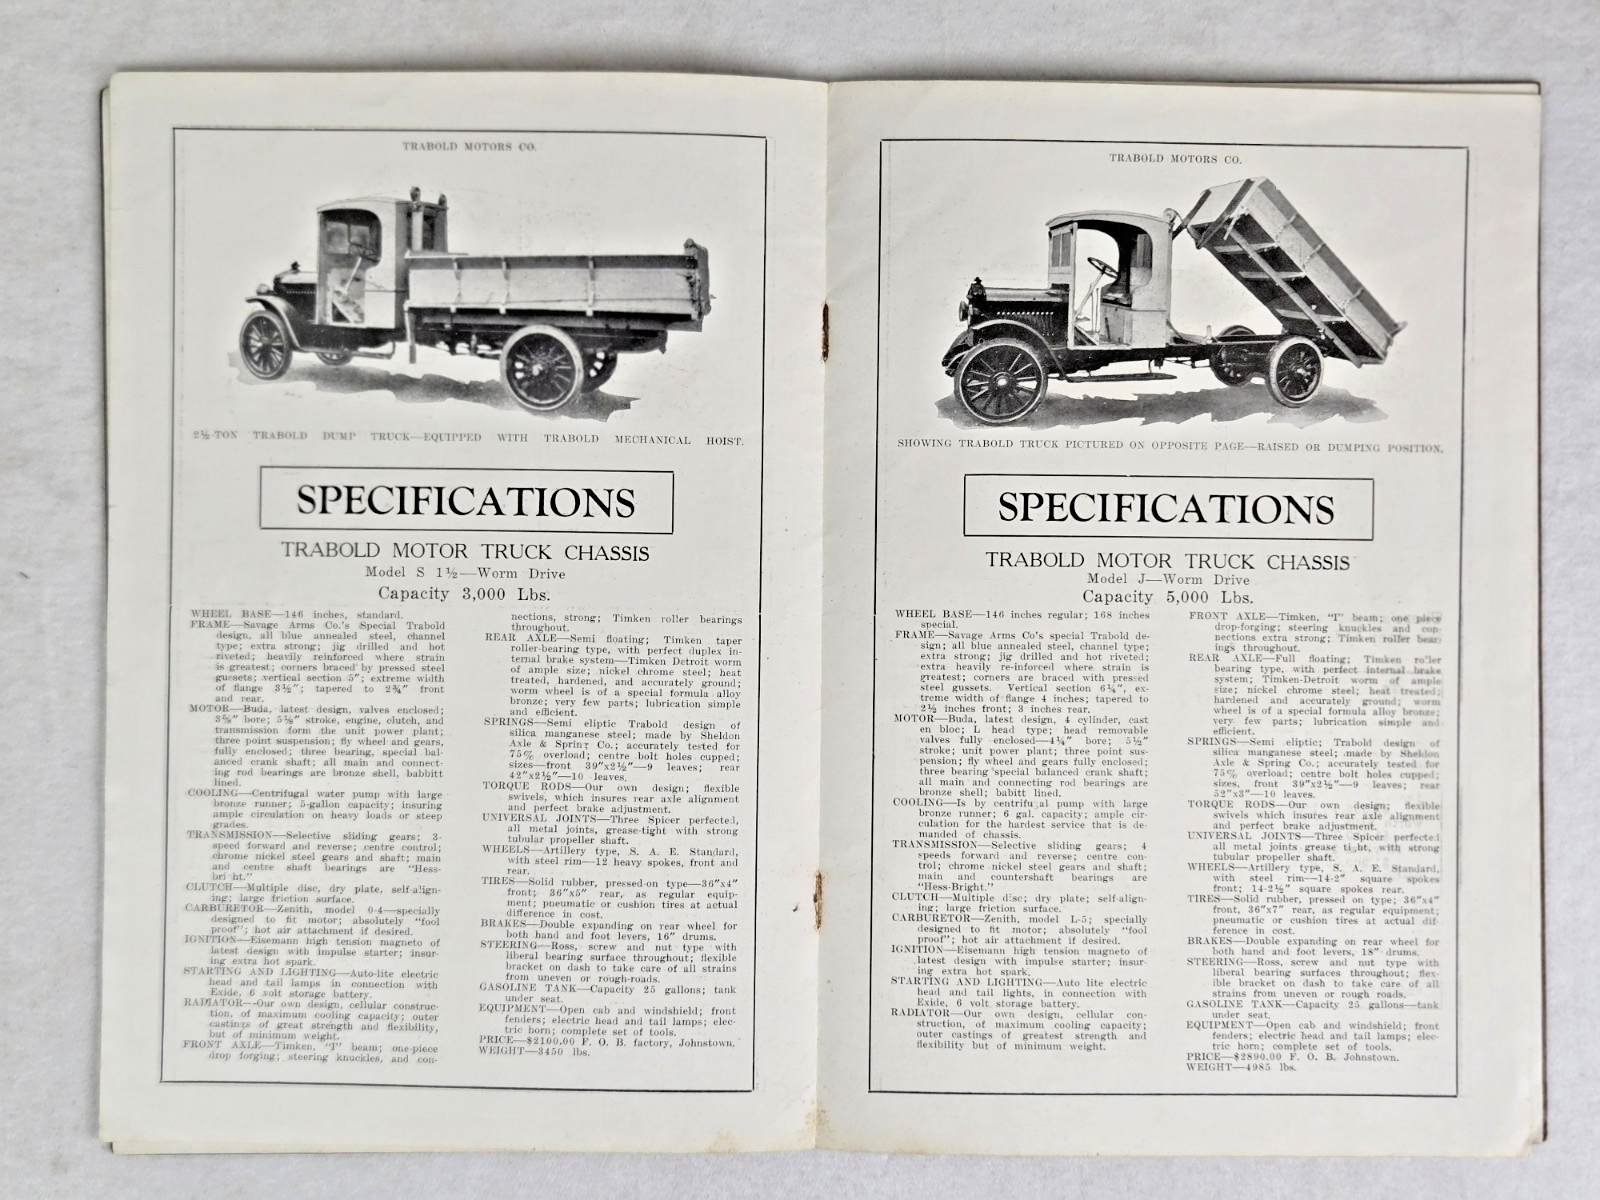 TRABOLD MOTORS CO.
2½-TON TRABOLD DUMP TRUCK—EQUIPPED WITH TRABOLD MECHANICAL HOIST.
SPECIFICATIONS
TRABOLD MOTOR TRUCK CHASSIS
Model S 1½—Worm Drive
Capacity 3,000 Lbs.
WHEEL BASE—146 inches, standard.
FRAME—Savage Arms Co.'s Special Trabold
design, all blue annealed steel, channel
type; extra strong; jig drilled and hot
riveted; heavily reinforced where strain
is greatest; corners braced by pressed steel
gussets; vertical section 5"; extreme width
of flange 3½"; tapered to 2¾" front
and rear.
MOTOR—Buda, latest design, valves enclosed;
bore; 5⅛" stroke, engine, clutch, and
transmission form the unit power plant;
three point suspension; fly wheel and gears,
fully enclosed; three bearing, special bal-
anced crank shaft; all main and connect-
ing rod bearings are bronze shell, babbitt
lined.
COOLING—Centrifugal water pump with large
bronze runner; 5-gallon capacity; insuring
ample circulation on heavy loads or steep
grades.
TRANSMISSION—Selective sliding gears; 3-
speed forward and reverse; centre control;
chrome nickel steel gears and shaft; main
and centre shaft bearings are "Hess-
bri ht."
CLUTCH—Multiple disc, dry plate, self-align-
ing; large friction surface.
CARBURETOR—Zenith, model 0-4—specially
designed to fit motor; absolutely "fool
proof"; hot air attachment if desired.
IGNITION—Eisemann high tension magneto of
latest design with impulse starter; insur-
ing extra hot spark.
STARTING AND LIGHTING—Auto-lite electric
head and tail lamps in connection with
Exide, 6 volt storage battery.
RADIATOR—Our own design, cellular construc-
tion, of maximum cooling capacity; outer
castings of great strength and flexibility,
but of minimum weight.
FRONT AXLE—Timken, "I" beam; one-piece
drop forging; steering knuckles, and con-
nections, strong; Timken roller bearings
throughout.
REAR AXLE—Semi floating; Timken taper
roller-bearing type, with perfect duplex in-
ternal brake system—Timken Detroit worm
of ample size; nickel chrome steel; heat
treated, hardened, and accurately ground;
worm wheel is of a special formula alloy
bronze; very few parts; lubrication simple
and efficient.
SPRINGS—Semi eliptic Trabold design of
silica manganese steel; made by Sheldon
Axle & Spring Co.; accurately tested for
75% overload; centre bolt holes cupped;
sizes—front 39"x2½"—9 leaves; rear
42"x2½"—10 leaves.
TORQUE RODS—Our own design; flexible
swivels, which insures rear axle alignment
and perfect brake adjustment.
UNIVERSAL JOINTS—Three Spicer perfected,
all metal joints, grease-tight with strong
tubular propeller shaft.
WHEELS—Artillery type, S. A. E. Standard,
with steel rim—12 heavy spokes, front and
rear.
TIRES—Solid rubber, pressed-on type—36"x4"
front; 36"x5" rear, as regular equip-
ment; pneumatic or cushion tires at actual
difference in cost.
BRAKES—Double expanding on rear wheel for
both hand and foot levers, 16" drums.
STEERING—Ross, screw and nut type with
liberal bearing surface throughout; flexible
bracket on dash to take care of all strains
from uneven or rough-roads.
GASOLINE TANK—Capacity 25 gallons; tank
under seat.
EQUIPMENT—Open cab and windshield; front
fenders; electric head and tail lamps; elec-
tric horn; complete set of tools.
PRICE—$2100.00 F. O. B. factory, Johnstown.
WEIGHT—3450 lbs.
TRABOLD MOTORS CO.
SHOWING TRABOLD TRUCK PICTURED ON OPPOSITE PAGE—RAISED OR DUMPING POSITION.
SPECIFICATIONS
TRABOLD MOTOR TRUCK CHASSIS
Model J—Worm Drive
Capacity 5,000 Lbs.
WHEEL BASE—146 inches regular; 168 inches
special.
FRAME—Savage Arms Co's special Trabold de-
sign; all blue annealed steel, channel type;
extra strong; jig drilled and hot riveted;
extra heavily re-inforced where strain is
greatest; corners are braced with pressed
steel gussets. Vertical section 6¼", ex-
treme width of flange 4 inches; tapered to
2½ inches front; 3 inches rear.
MOTOR—Buda, latest design, 4 cylinder, cast
en bloc; L head type; head removable
valves fully enclosed—4¼" bore; 5½"
stroke; unit power plant; three point sus-
pension; fly wheel and gears fully enclosed;
three bearing special balanced crank shaft;
all main and connecting rod bearings are
bronze shell; babitt lined.
COOLING—Is by centrifu al pump with large
bronze runner; 6 gal. capacity; ample cir-
culation for the hardest service that is de-
manded of chassis.
TRANSMISSION—Selective sliding gears; 4
speeds forward and reverse; centre con-
trol; chrome nickel steel gears and shaft;
main and countershaft bearings are
"Hess-Bright."
CLUTCH—Multiple disc; dry plate; self-align-
ing; large friction surface.
CARBURETOR—Zenith, model L-5; specially
designed to fit motor; absolutely "fool
proof"; hot air attachment if desired.
IGNITION—Eisemann high tension magneto of
latest design with impulse starter; insur-
ing extra hot spark.
STARTING AND LIGHTING—Auto lite electric
head and tail lights, in connection with
Exide, 6 volt storage battery.
RADIATOR—Our own design, cellular con-
struction, of maximum cooling capacity;
outer castings of greatest strength and
flexibility but of minimum weight.
FRONT AXLE—Timken, "I" beam; one piece
drop-forging; steering knuckles and con-
nections extra strong; Timken roller bear-
ings throughout.
REAR AXLE—Full floating; Timken roller
bearing type, with perfect internal brake
system; Timken-Detroit worm of ample
size; nickel chrome steel; heat treated;
hardened and accurately ground; worm
wheel is of a special formula alloy bronze;
very few parts; lubrication simple and
efficient.
SPRINGS—Semi eliptic; Trabold design of
silica manganese steel; made by Sheldon
Axle & Spring Co.; accurately tested for
75% overload; centre bolt holes cupped;
sizes, front 39"x2½"—9 leaves; rear
52"x3"—10 leaves.
TORQUE RODS—Our own design; flexible
swivels which insures rear axle alignment
and perfect brake adjustment.
UNIVERSAL JOINTS—Three Spicer perfected
all metal joints grease tight, with strong
tubular propeller shaft.
WHEELS—Artillery type, S. A. E. Standard,
with steel rim—14-2" square spokes
front; 14-2½" square spokes rear.
TIRES—Solid rubber, pressed on type; 36"x4"
front, 36"x7" rear, as regular equipment;
pneumatic or cushion tires at actual dif-
ference in cost.
BRAKES—Double expanding on rear wheel for
both hand and foot levers, 18" drums.
STEERING—Ross, screw and nut type with
liberal bearing surfaces throughout; flex-
ible bracket on dash to take care of all
strains from uneven or rough roads.
GASOLINE TANK—Capacity 25 gallons—tank
under seat.
EQUIPMENT—Open cab and windshield; front
fenders; electric head and tail lamps; elec-
tric horn; complete set of tools.
PRICE—$2890.00 F. O. B. Johnstown.
WEIGHT—4985 lbs.